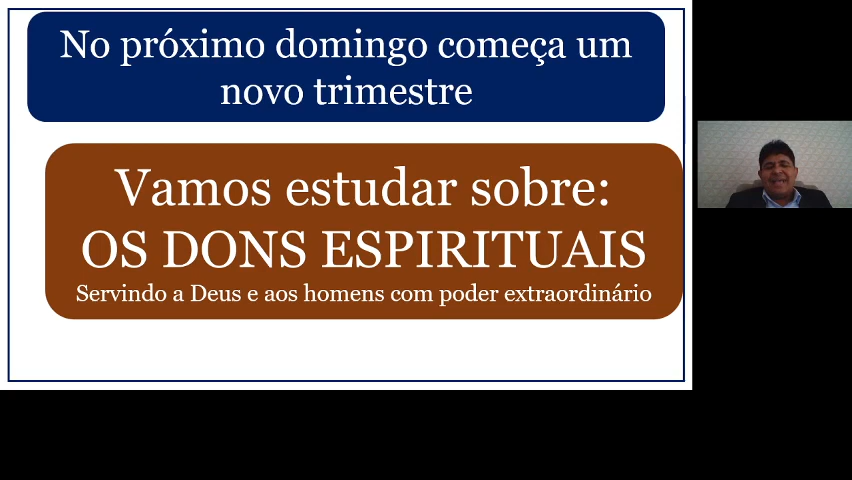 No próximo domingo começa um
novo trimestre
Vamos estudar sobre:
OS DONS ESPIRITUAIS
Servindo a Deus e aos homens com poder extraordinário